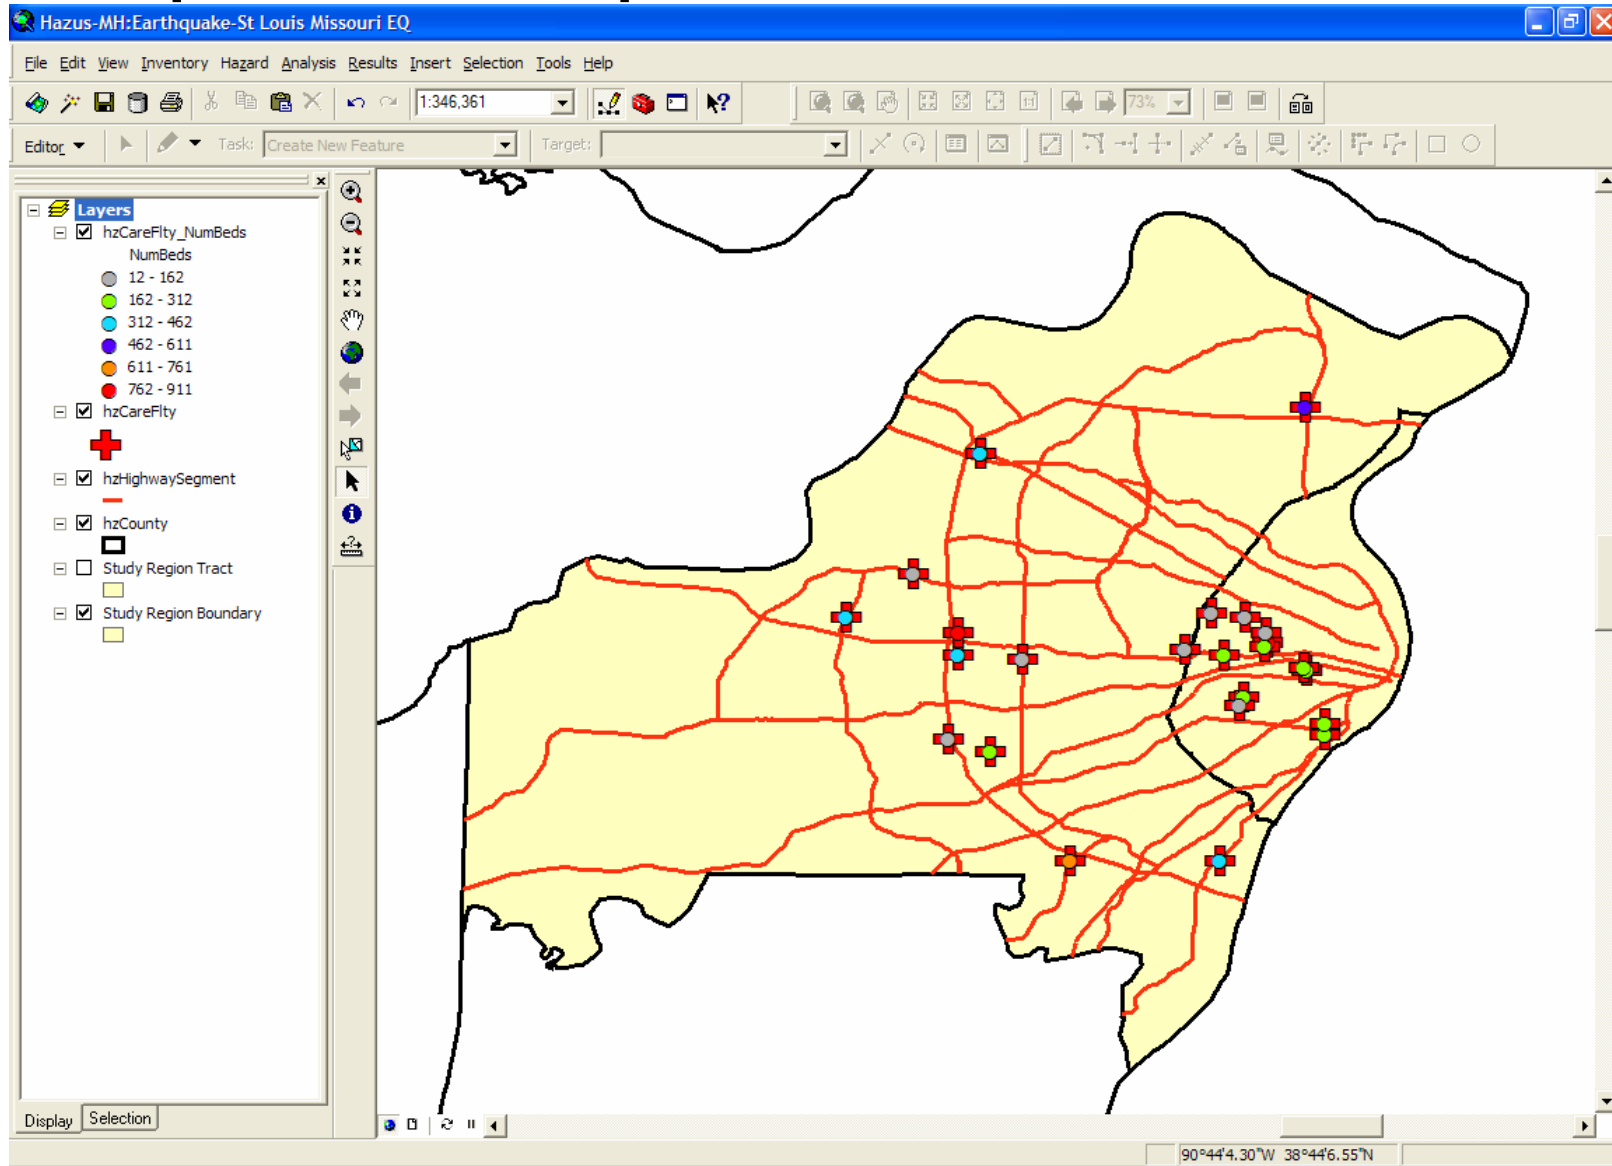 Hazus-MH:Earthquake-St Louis Missouri EQ
File Edit View Inventory Hazard Analysis Results Insert Selection Tools Help
1:346,361
73%
Editor
Task: Create New Feature
Target:
Layers
hzCareFlty_NumBeds
NumBeds
12 - 162
162 - 312
312 - 462
462 - 611
611 - 761
762 - 911
hzCareFlty
hzHighwaySegment
hzCounty
Study Region Tract
Study Region Boundary
Display Selection
90°44'4.30"W 38°44'6.55"N